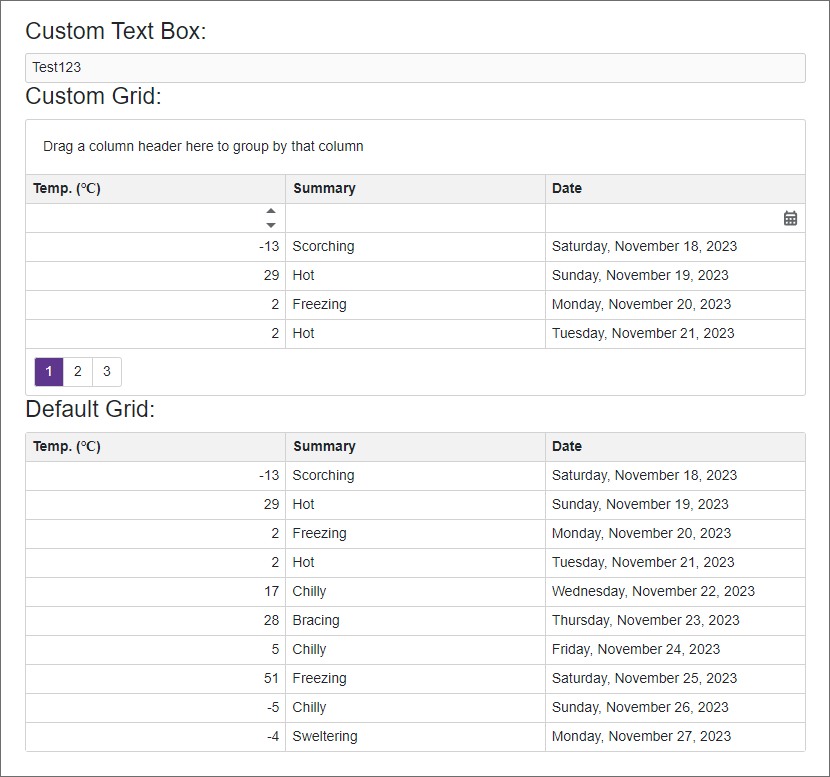 Custom Text Box:
Test123
Custom Grid:
Drag a column header here to group by that column
Temp. (℃) Summary Date
-13 Scorching Saturday, November 18, 2023
29 Hot Sunday, November 19, 2023
2 Freezing Monday, November 20, 2023
2 Hot Tuesday, November 21, 2023
1 2 3
Default Grid:
Temp. (℃) Summary Date
-13 Scorching Saturday, November 18, 2023
29 Hot Sunday, November 19, 2023
2 Freezing Monday, November 20, 2023
2 Hot Tuesday, November 21, 2023
17 Chilly Wednesday, November 22, 2023
28 Bracing Thursday, November 23, 2023
5 Chilly Friday, November 24, 2023
51 Freezing Saturday, November 25, 2023
-5 Chilly Sunday, November 26, 2023
-4 Sweltering Monday, November 27, 2023